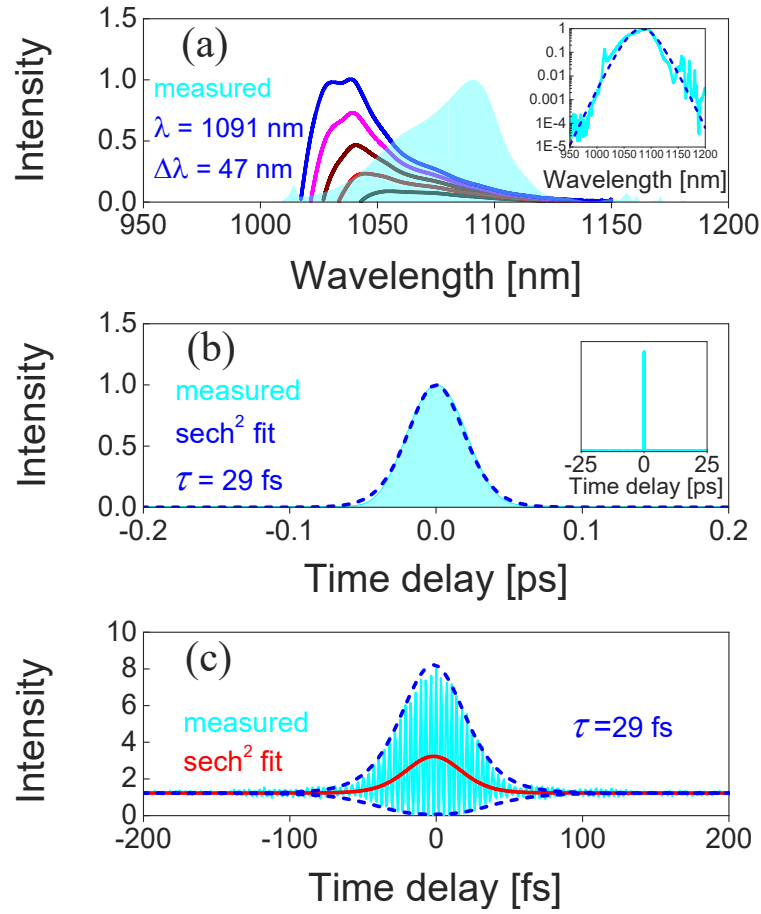 (a)
Intensity
1.5
1.0
0.5
0.0
measured
λ = 1091 nm
Δλ = 47 nm
950 1000 1050 1100 1150 1200
Wavelength [nm]
1
0.1
0.01
0.001
1E-4
1E-5
950 1000 1050 1100 1150 1200
Wavelength [nm]
(b)
Intensity
1.5
1.0
0.5
0.0
measured
sech² fit
τ = 29 fs
-0.2 -0.1 0.0 0.1 0.2
Time delay [ps]
-25 0 25
Time delay [ps]
(c)
Intensity
10
8
6
4
2
0
measured
sech² fit
τ =29 fs
-200 -100 0 100 200
Time delay [fs]